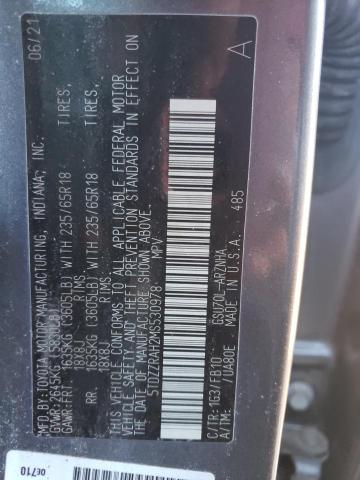 06/21
MFD.BY:TOYOTA MOTOR MANUFACTURING, INDIANA, INC.
GVWR:2645KG (5830LB)
GAWR:FRT 1635KG (3605LB) WITH 235/65R18 TIRES,
18X8J RIMS,
RR 1635KG (3605LB) WITH 235/65R18 TIRES,
18X8J RIMS.
THIS VEHICLE CONFORMS TO ALL APPLICABLE FEDERAL MOTOR
VEHICLE SAFETY AND THEFT PREVENTION STANDARDS IN EFFECT ON
THE DATE OF MANUFACTURE SHOWN ABOVE.
5TDZZRAH2MS530978 MPV
C/TR:1G3/FB10 GSU70L-ARZNHA
A/TM: /UA80E MADE IN U.S.A.
485
A
0E710